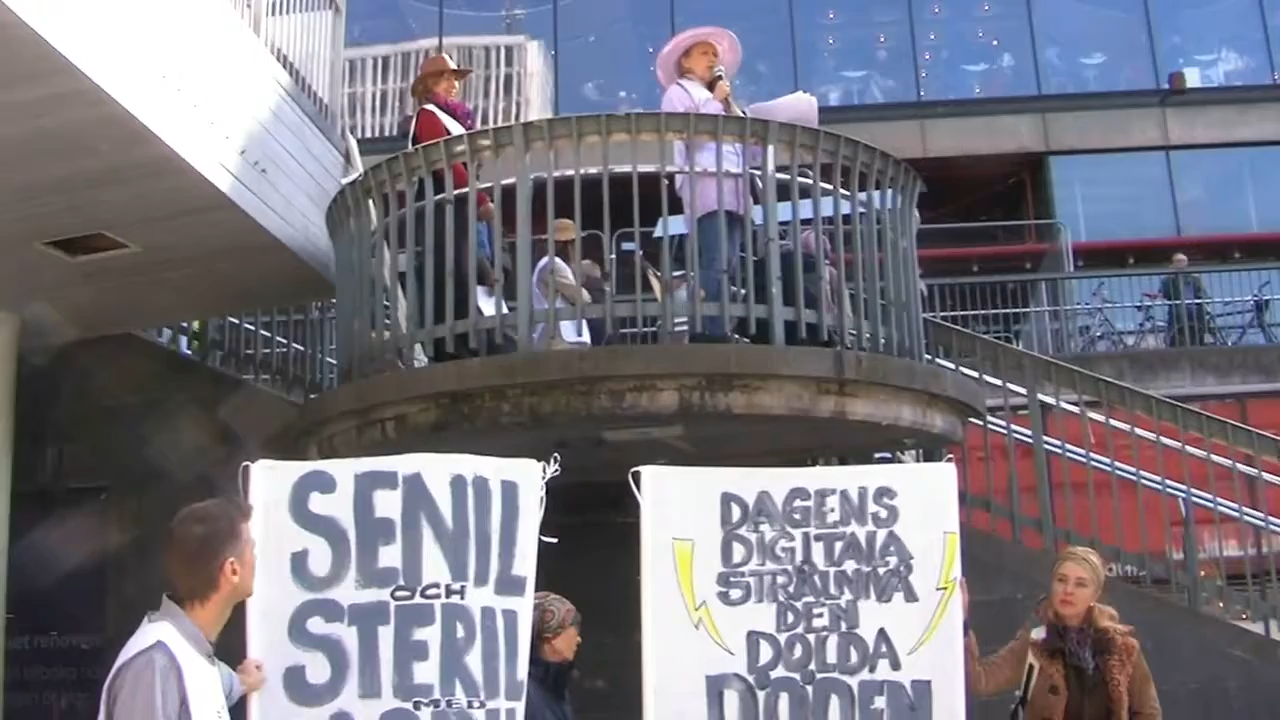 SENIL
OCH
STERIL
MED
DAGENS
DIGITALA
STRÅLNIVÅ
DEN
DOLDA
DÖDEN